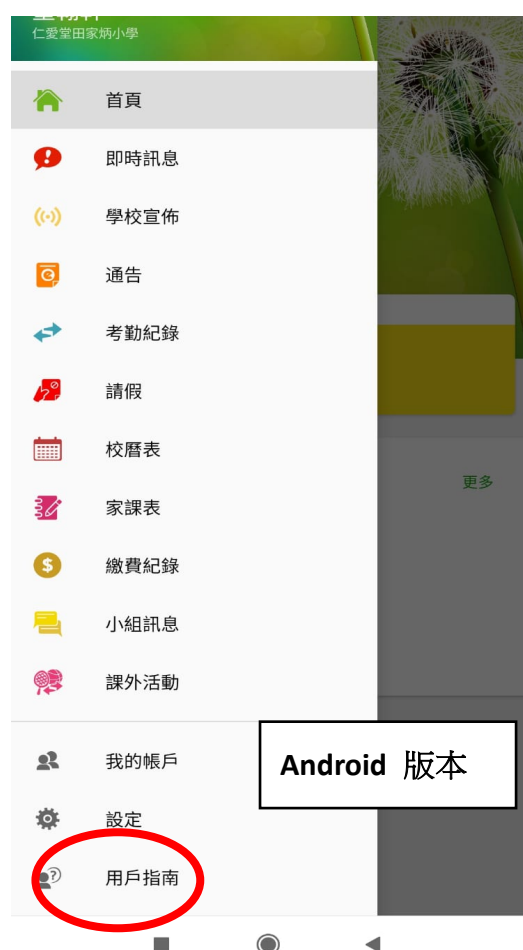 仁愛堂田家炳小學
首頁
即時訊息
學校宣佈
通告
考勤紀錄
請假
校曆表
更多
家課表
繳費紀錄
小組訊息
課外活動
我的帳戶
Android 版本
設定
用戶指南